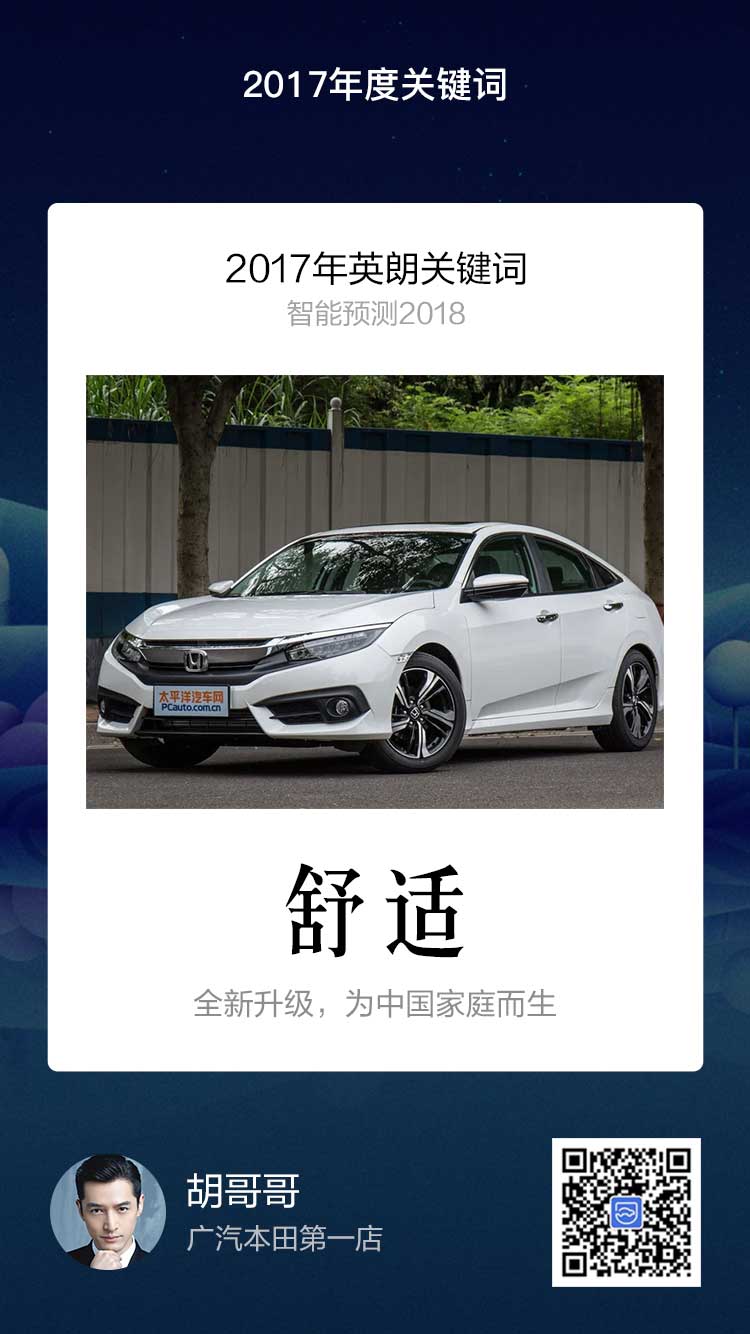 2017年度关键词
2017年英朗关键词
智能预测2018
太平洋汽车网
PCauto.com.cn
舒适
全新升级，为中国家庭而生
胡哥哥
广汽本田第一店